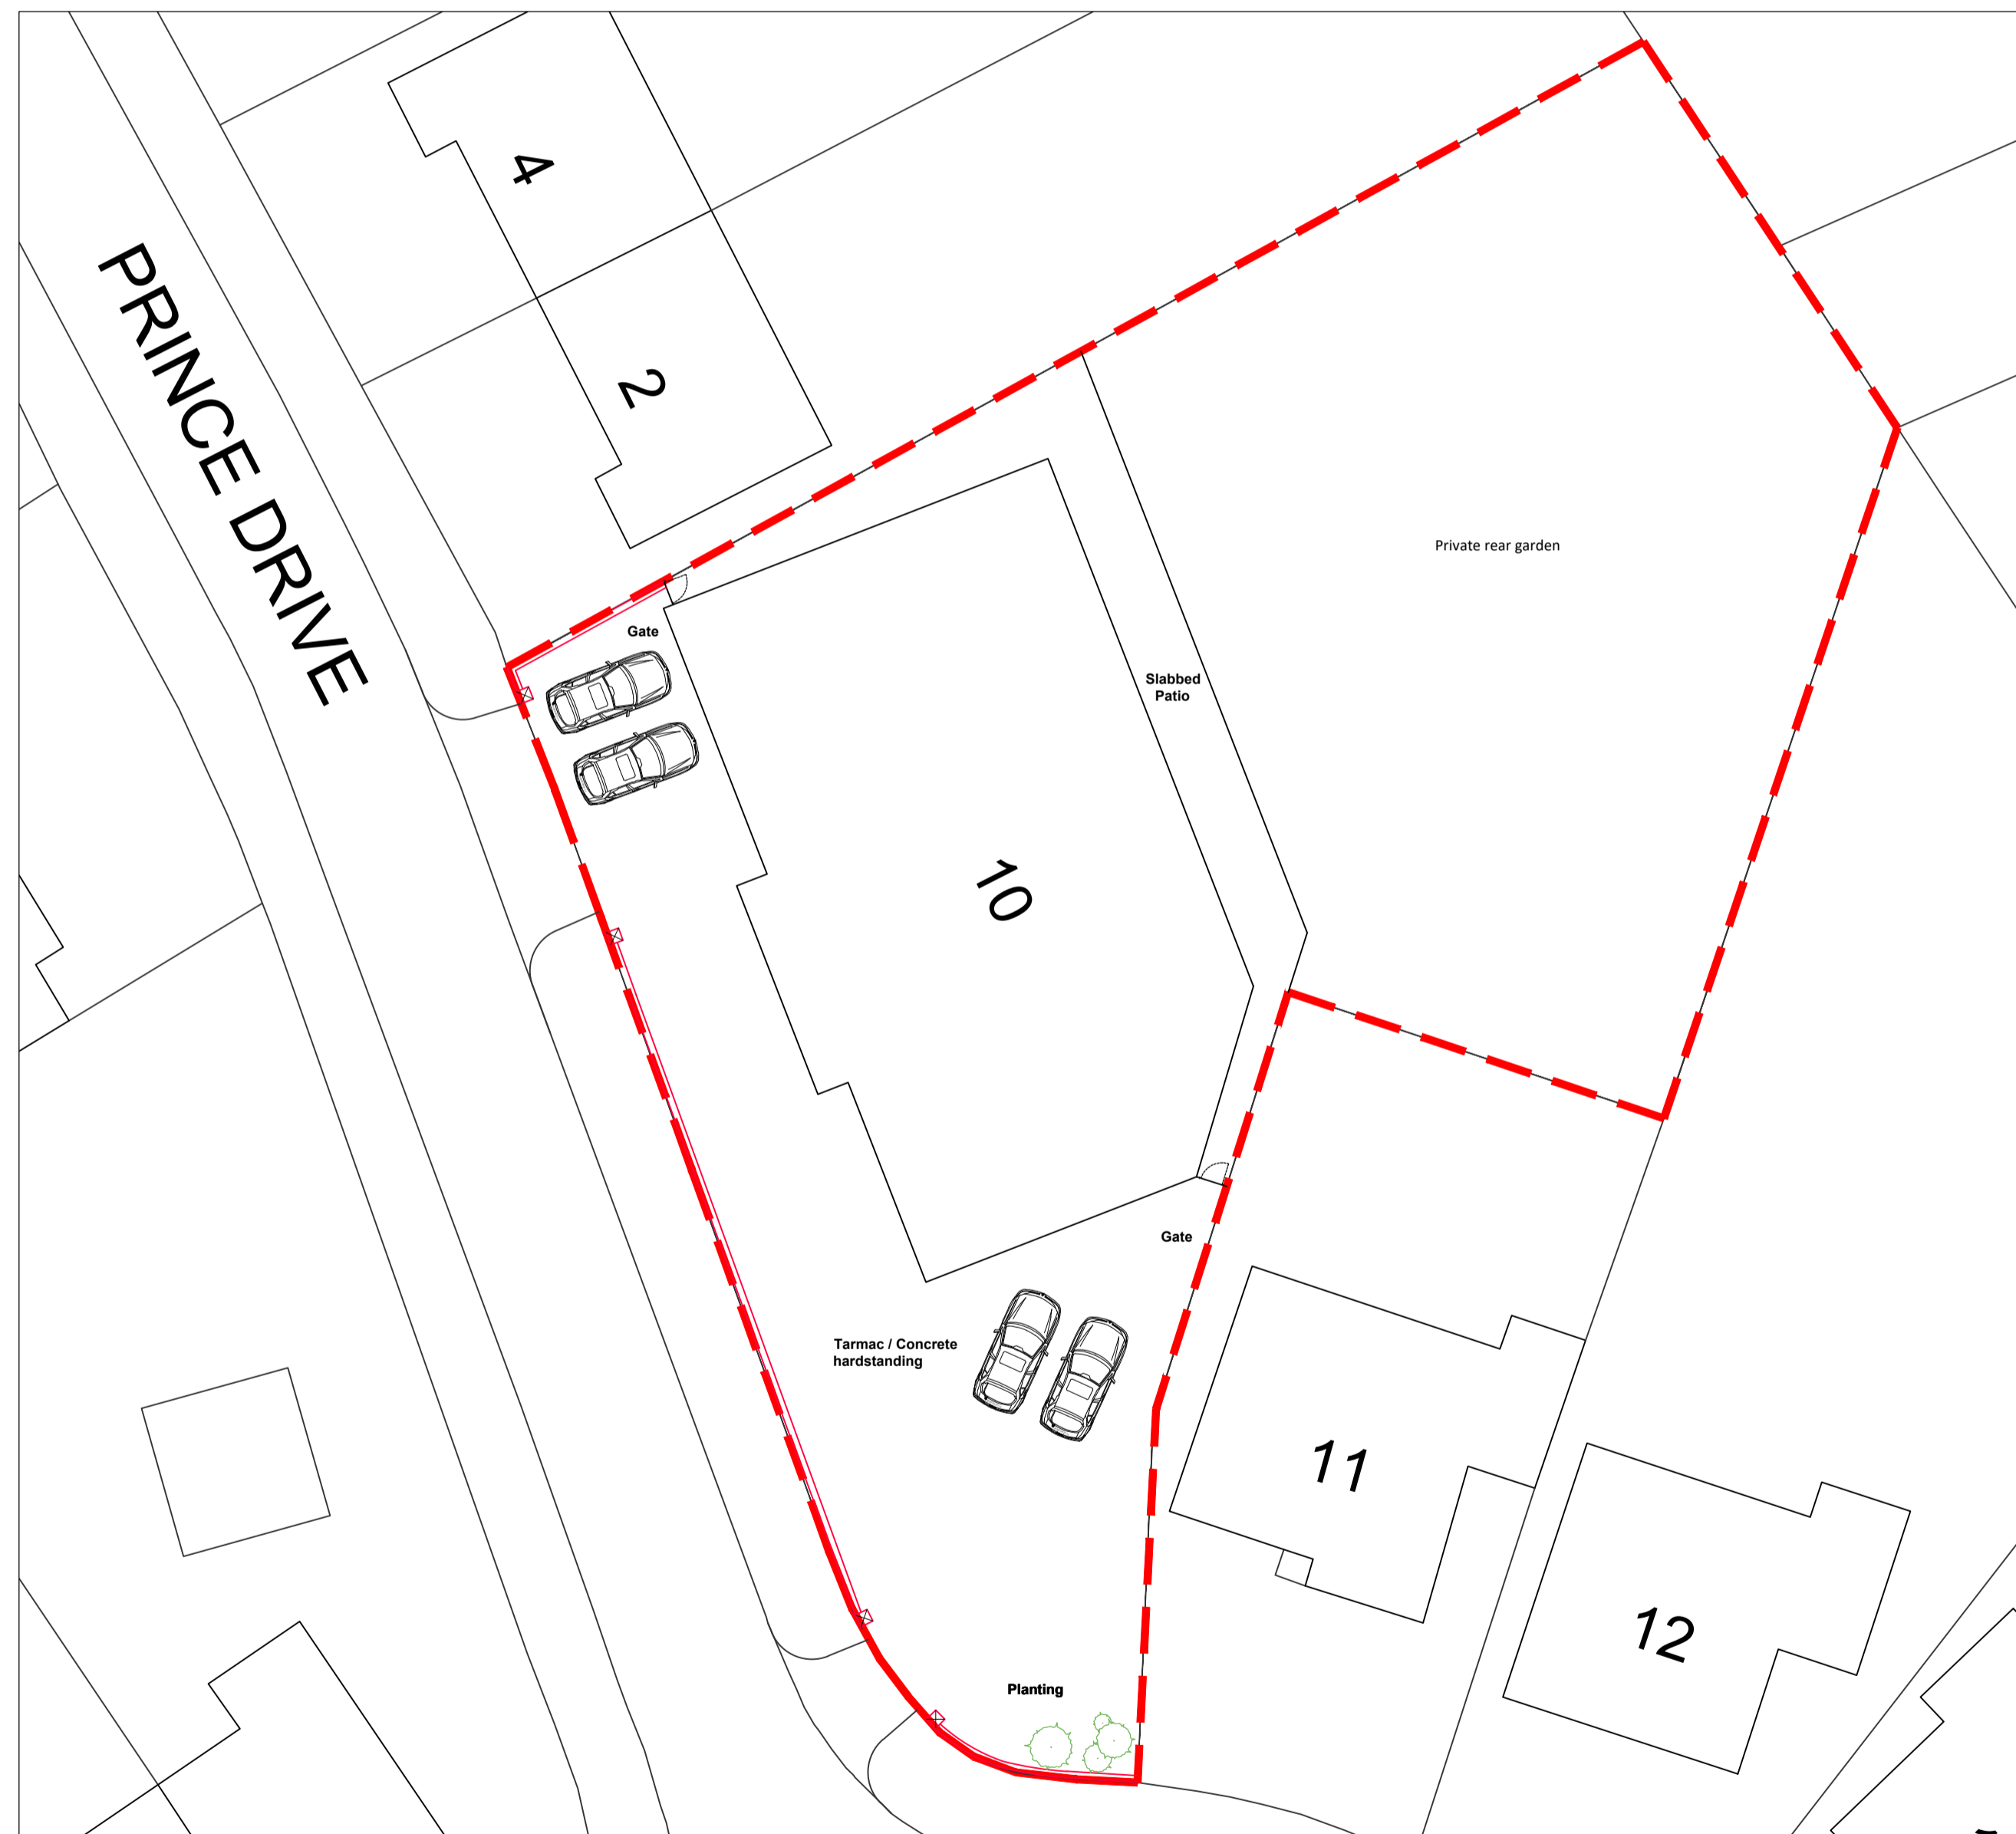 4
PRINCE DRIVE
2
Private rear garden
Gate
Slabbed
Patio
10
Gate
Tarmac / Concrete
hardstanding
11
12
Planting